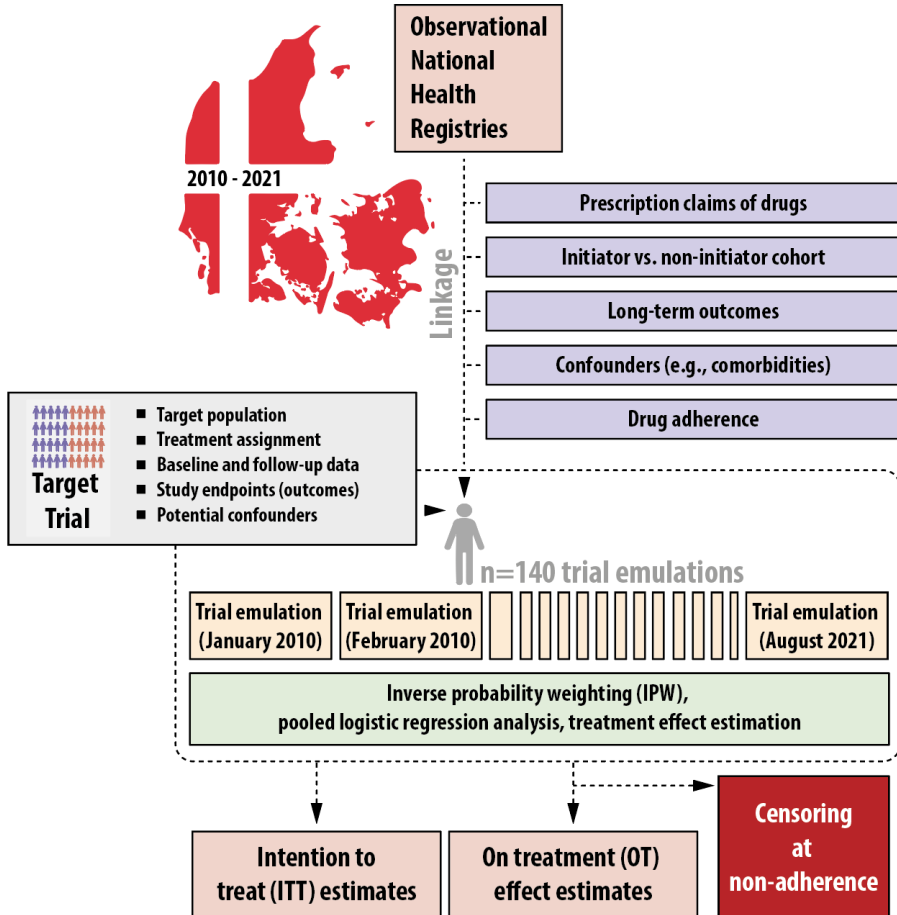 Observational
National
Health
Registries
2010 - 2021
Linkage
Prescription claims of drugs
Initiator vs. non-initiator cohort
Long-term outcomes
Confounders (e.g., comorbidities)
Drug adherence
Target
Trial
Target population
Treatment assignment
Baseline and follow-up data
Study endpoints (outcomes)
Potential confounders
n=140 trial emulations
Trial emulation
(January 2010)
Trial emulation
(February 2010)
Trial emulation
(August 2021)
Inverse probability weighting (IPW),
pooled logistic regression analysis, treatment effect estimation
Intention to
treat (ITT) estimates
On treatment (OT)
effect estimates
Censoring
at
non-adherence